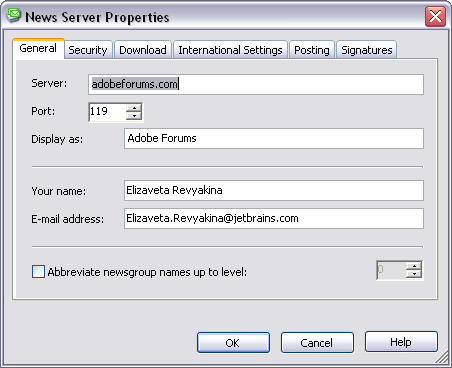 News Server Properties
General Security Download International Settings Posting Signatures
Server: adobeforums.com
Port: 119
Display as: Adobe Forums
Your name: Elizaveta Revyakina
E-mail address: Elizaveta.Revyakina@jetbrains.com
Abbreviate newsgroup names up to level: 0
OK Cancel Help